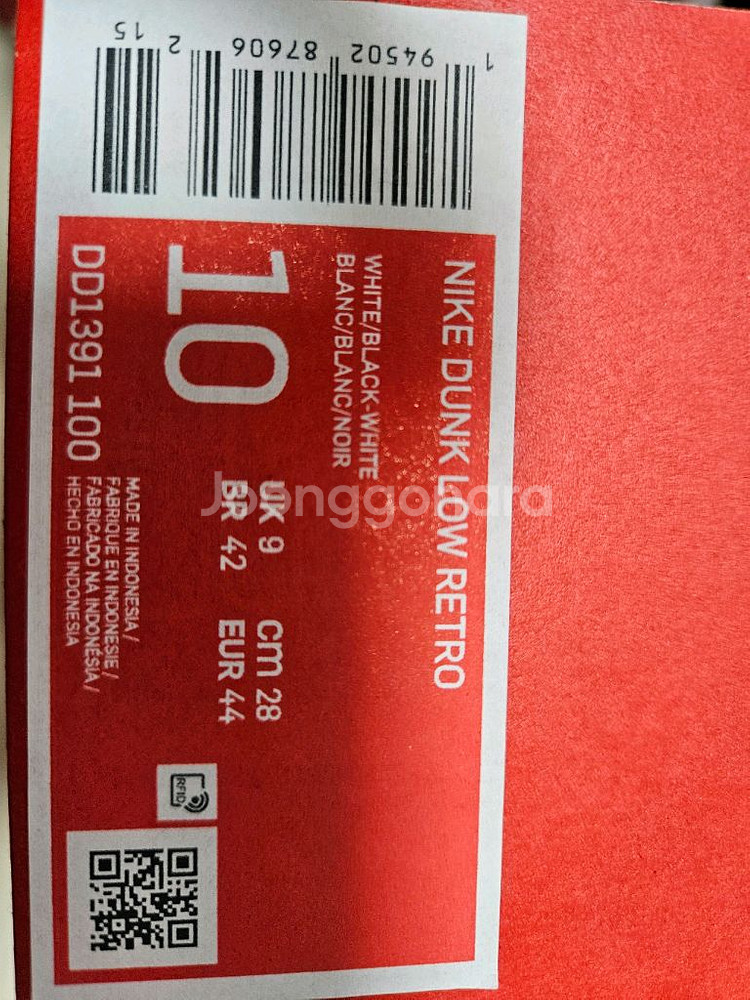 NIKE DUNK LOW RETRO
WHITE/BLACK-WHITE
BLANC/BLANC/NOIR
10
UK 9
cm 28
BR 42
EUR 44
DD1391 100
MADE IN INDONESIA/
FABRIQUE EN INDONESIE/
FABRICADO NA INDONÉSIA/
HECHO EN INDONESIA
RFID
1 94502 87606 2 15
Joonggonara